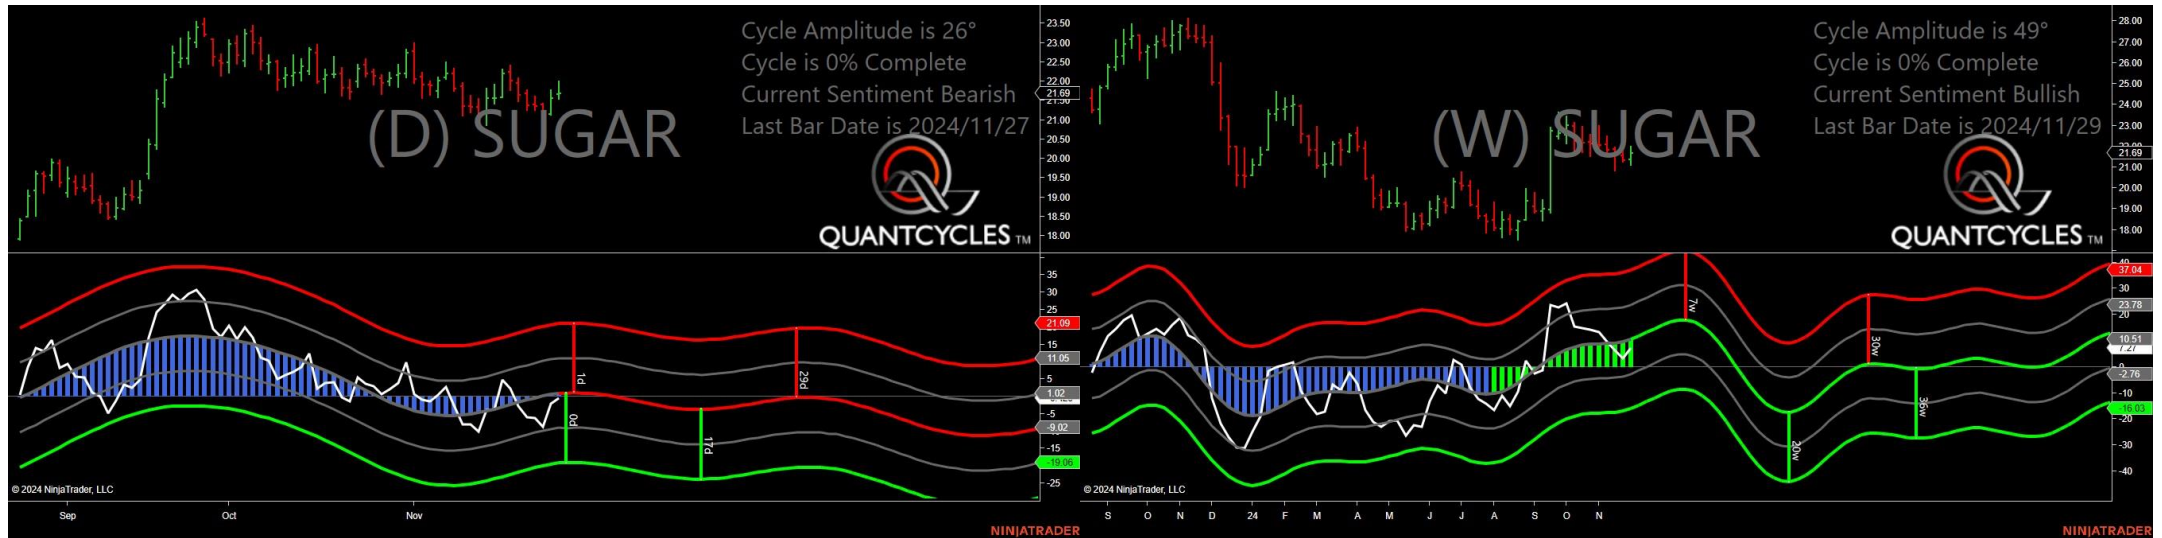 Cycle Amplitude is 26°
Cycle is 0% Complete
Current Sentiment Bearish
Last Bar Date is 2024/11/27
(D) SUGAR
QUANTCYCLES TM
23.50
23.00
22.50
22.00
21.69
21.50
21.00
20.50
20.00
19.50
19.00
18.50
18.00
35
30
25
21.09
15
11.05
5
1.02
-5
-9.02
-15
-19.06
-25
1d
0d
17d
29d
© 2024 NinjaTrader, LLC
Sep Oct Nov
NINJATRADER
Cycle Amplitude is 49°
Cycle is 0% Complete
Current Sentiment Bullish
Last Bar Date is 2024/11/29
(W) SUGAR
QUANTCYCLES TM
28.00
27.00
26.00
25.00
24.00
23.00
21.69
21.00
20.00
19.00
18.00
40
37.04
30
23.78
20
10.51
7.27
-2.76
-10
-16.03
-20
-30
-40
7w
20w
30w
36w
© 2024 NinjaTrader, LLC
S O N D 24 F M A M J J A S O N
NINJATRADER